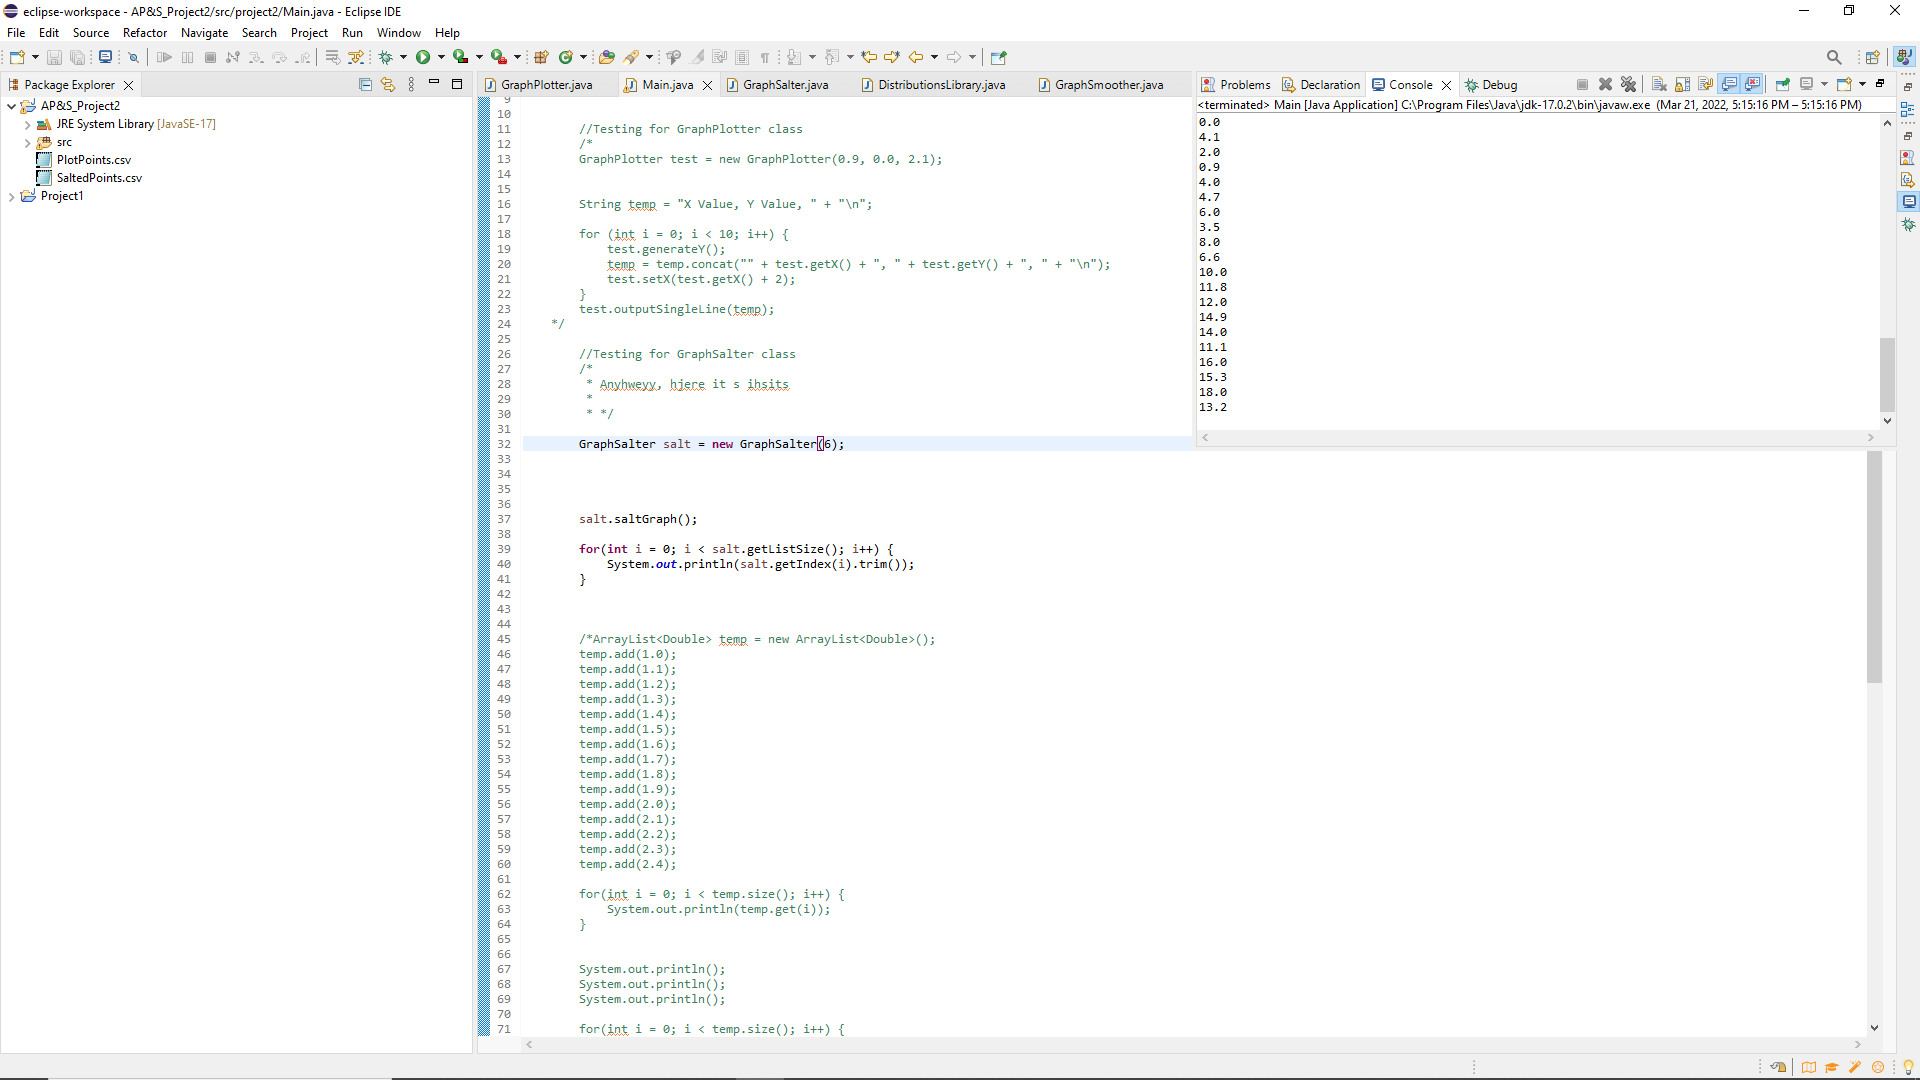 eclipse-workspace - AP&S_Project2/src/project2/Main.java - Eclipse IDE
File Edit Source Refactor Navigate Search Project Run Window Help
Package Explorer
AP&S_Project2
JRE System Library [JavaSE-17]
src
PlotPoints.csv
SaltedPoints.csv
Project1
GraphPlotter.java Main.java GraphSalter.java DistributionsLibrary.java GraphSmoother.java
9
10
11 //Testing for GraphPlotter class
12 /*
13 GraphPlotter test = new GraphPlotter(0.9, 0.0, 2.1);
14
15
16 String temp = "X Value, Y Value, " + "\n";
17
18 for (int i = 0; i < 10; i++) {
19 test.generateY();
20 temp = temp.concat("" + test.getX() + ", " + test.getY() + ", " + "\n");
21 test.setX(test.getX() + 2);
22 }
23 test.outputSingleLine(temp);
24 */
25
26 //Testing for GraphSalter class
27 /*
28 * Anyhweyy, hjere it s ihsits
29 *
30 * */
31
32 GraphSalter salt = new GraphSalter(6);
33
34
35
36
37 salt.saltGraph();
38
39 for(int i = 0; i < salt.getListSize(); i++) {
40 System.out.println(salt.getIndex(i).trim());
41 }
42
43
44
45 /*ArrayList<Double> temp = new ArrayList<Double>();
46 temp.add(1.0);
47 temp.add(1.1);
48 temp.add(1.2);
49 temp.add(1.3);
50 temp.add(1.4);
51 temp.add(1.5);
52 temp.add(1.6);
53 temp.add(1.7);
54 temp.add(1.8);
55 temp.add(1.9);
56 temp.add(2.0);
57 temp.add(2.1);
58 temp.add(2.2);
59 temp.add(2.3);
60 temp.add(2.4);
61
62 for(int i = 0; i < temp.size(); i++) {
63 System.out.println(temp.get(i));
64 }
65
66
67 System.out.println();
68 System.out.println();
69 System.out.println();
70
71 for(int i = 0; i < temp.size(); i++) {
Problems Declaration Console Debug
<terminated> Main [Java Application] C:\Program Files\Java\jdk-17.0.2\bin\javaw.exe (Mar 21, 2022, 5:15:16 PM – 5:15:16 PM)
0.0
4.1
2.0
0.9
4.0
4.7
6.0
3.5
8.0
6.6
10.0
11.8
12.0
14.9
14.0
11.1
16.0
15.3
18.0
13.2